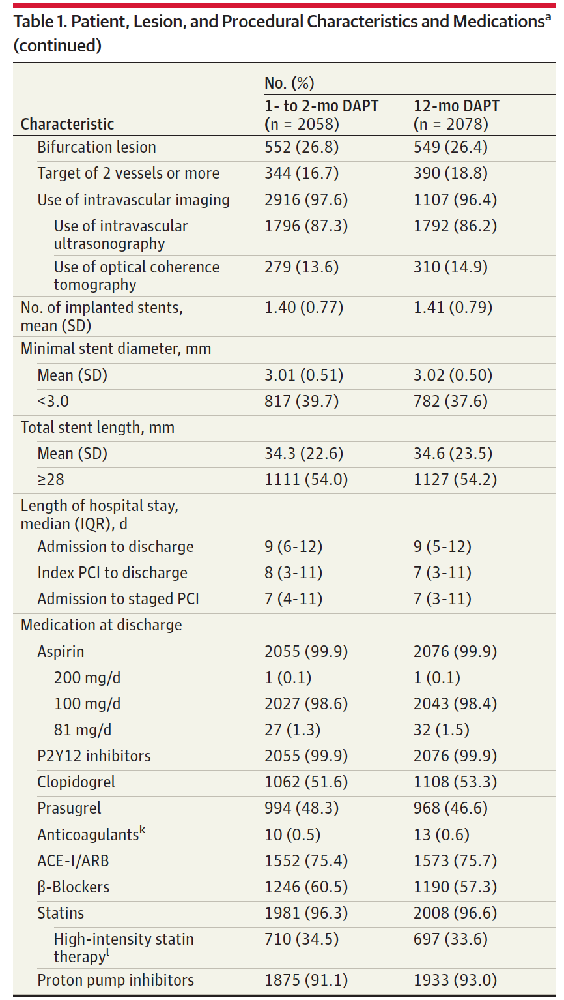 Table 1. Patient, Lesion, and Procedural Characteristics and Medicationsᵃ
(continued)
No. (%)
Characteristic 1- to 2-mo DAPT (n = 2058) 12-mo DAPT (n = 2078)
Bifurcation lesion 552 (26.8) 549 (26.4)
Target of 2 vessels or more 344 (16.7) 390 (18.8)
Use of intravascular imaging 2916 (97.6) 1107 (96.4)
Use of intravascular 1796 (87.3) 1792 (86.2)
ultrasonography
Use of optical coherence 279 (13.6) 310 (14.9)
tomography
No. of implanted stents, 1.40 (0.77) 1.41 (0.79)
mean (SD)
Minimal stent diameter, mm
Mean (SD) 3.01 (0.51) 3.02 (0.50)
<3.0 817 (39.7) 782 (37.6)
Total stent length, mm
Mean (SD) 34.3 (22.6) 34.6 (23.5)
≥28 1111 (54.0) 1127 (54.2)
Length of hospital stay,
median (IQR), d
Admission to discharge 9 (6-12) 9 (5-12)
Index PCI to discharge 8 (3-11) 7 (3-11)
Admission to staged PCI 7 (4-11) 7 (3-11)
Medication at discharge
Aspirin 2055 (99.9) 2076 (99.9)
200 mg/d 1 (0.1) 1 (0.1)
100 mg/d 2027 (98.6) 2043 (98.4)
81 mg/d 27 (1.3) 32 (1.5)
P2Y12 inhibitors 2055 (99.9) 2076 (99.9)
Clopidogrel 1062 (51.6) 1108 (53.3)
Prasugrel 994 (48.3) 968 (46.6)
Anticoagulantsᵏ 10 (0.5) 13 (0.6)
ACE-I/ARB 1552 (75.4) 1573 (75.7)
β-Blockers 1246 (60.5) 1190 (57.3)
Statins 1981 (96.3) 2008 (96.6)
High-intensity statin 710 (34.5) 697 (33.6)
therapyˡ
Proton pump inhibitors 1875 (91.1) 1933 (93.0)